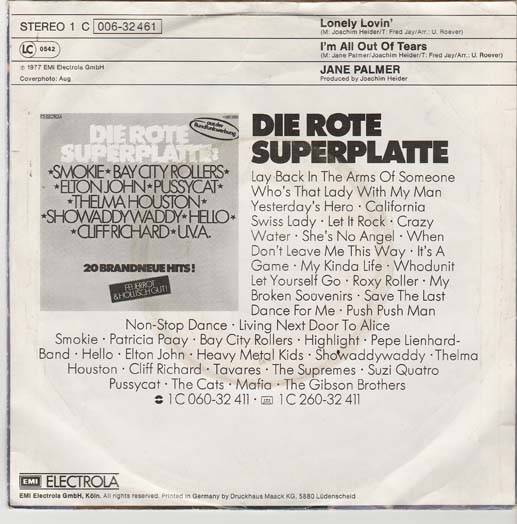 STEREO 1 C 006-32 461
LC 0542
℗ 1977 EMI Electrola GmbH
Coverphoto: Aug
Lonely Lovin'
(M: Joachim Heider/T: Fred Jay/Arr.: U. Roever)
I'm All Out Of Tears
(M: Jane Palmer/Joachim Heider/T: Fred Jay/Arr.: U. Roever)
JANE PALMER
Produced by Joachim Heider
ELECTROLA
aus der
Rundfunkwerbung
DIE ROTE
SUPERPLATTE!
★SMOKIE★BAY CITY ROLLERS★
★ELTON JOHN★PUSSYCAT★
★THELMA HOUSTON★
★SHOWADDYWADDY★HELLO★
★CLIFF RICHARD★U.V.A.
20 BRANDNEUE HITS!
FEUERROT
& HÖLLISCH GUT!
DIE ROTE
SUPERPLATTE
Lay Back In The Arms Of Someone
Who's That Lady With My Man
Yesterday's Hero · California
Swiss Lady · Let It Rock · Crazy
Water · She's No Angel · When
Don't Leave Me This Way · It's A
Game · My Kinda Life · Whodunit
Let Yourself Go · Roxy Roller · My
Broken Souvenirs · Save The Last
Dance For Me · Push Push Man
Non-Stop Dance · Living Next Door To Alice
Smokie · Patricia Paay · Bay City Rollers · Highlight · Pepe Lienhard-
Band · Hello · Elton John · Heavy Metal Kids · Showaddywaddy · Thelma
Houston · Cliff Richard · Tavares · The Supremes · Suzi Quatro
Pussycat · The Cats · Mafia · The Gibson Brothers
1 C 060-32 411 · 1 C 260-32 411
EMI ELECTROLA
EMI Electrola GmbH, Köln. All rights reserved. Printed in Germany by Druckhaus Maack KG, 5880 Lüdenscheid